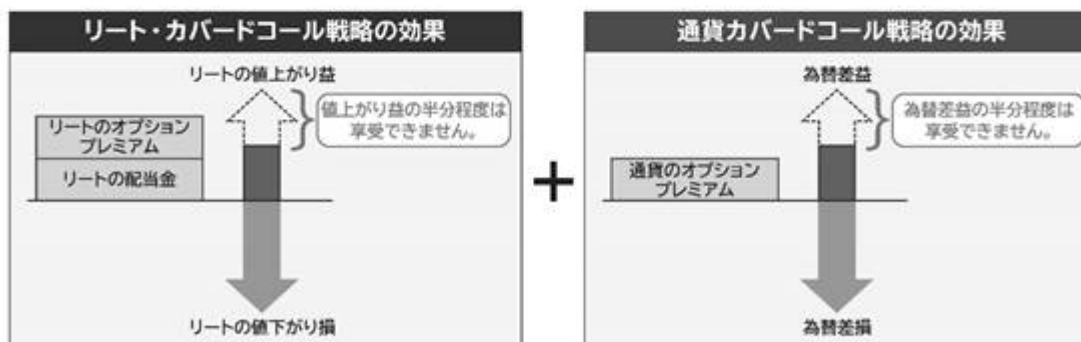 リート・カバードコール戦略の効果
リートの値上がり益
値上がり益の半分程度は
享受できません。
リートのオプション
プレミアム
リートの配当金
リートの値下がり損
+
通貨カバードコール戦略の効果
為替差益
為替差益の半分程度は
享受できません。
通貨のオプション
プレミアム
為替差損